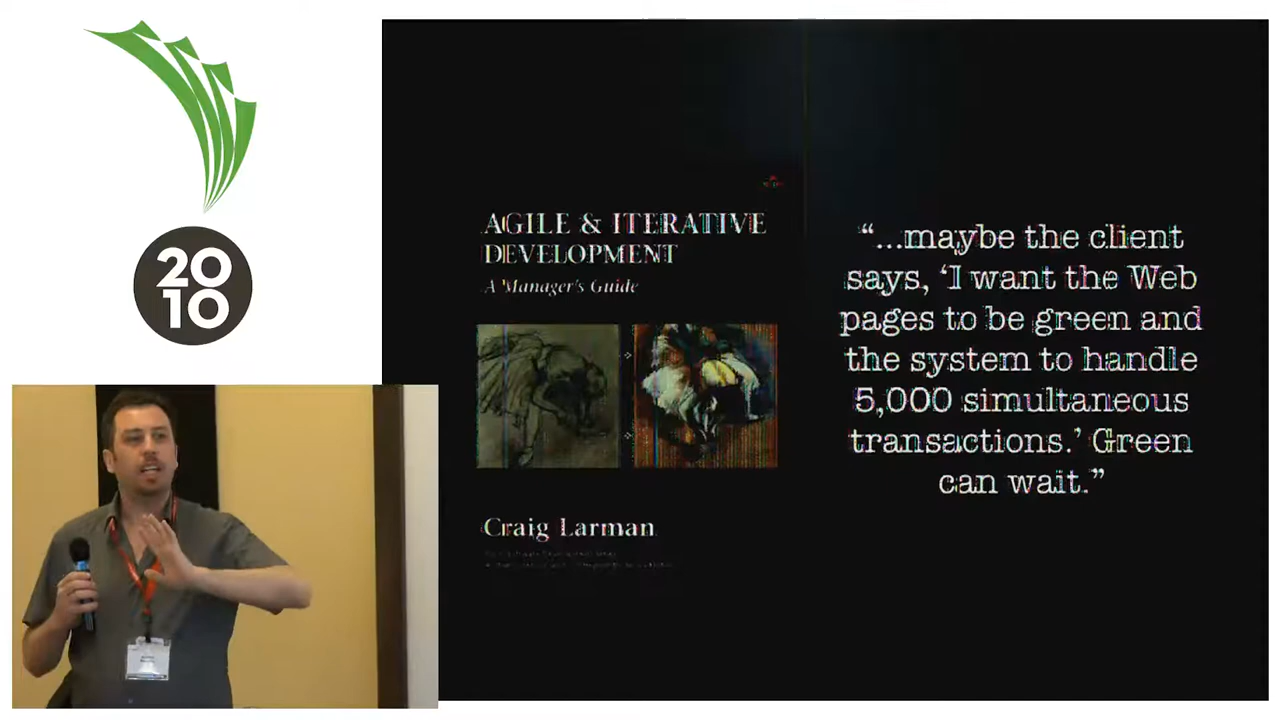 20
10
AGILE & ITERATIVE
DEVELOPMENT
A Manager's Guide
Craig Larman
“...maybe the client
says, ‘I want the Web
pages to be green and
the system to handle
5,000 simultaneous
transactions.’ Green
can wait.”